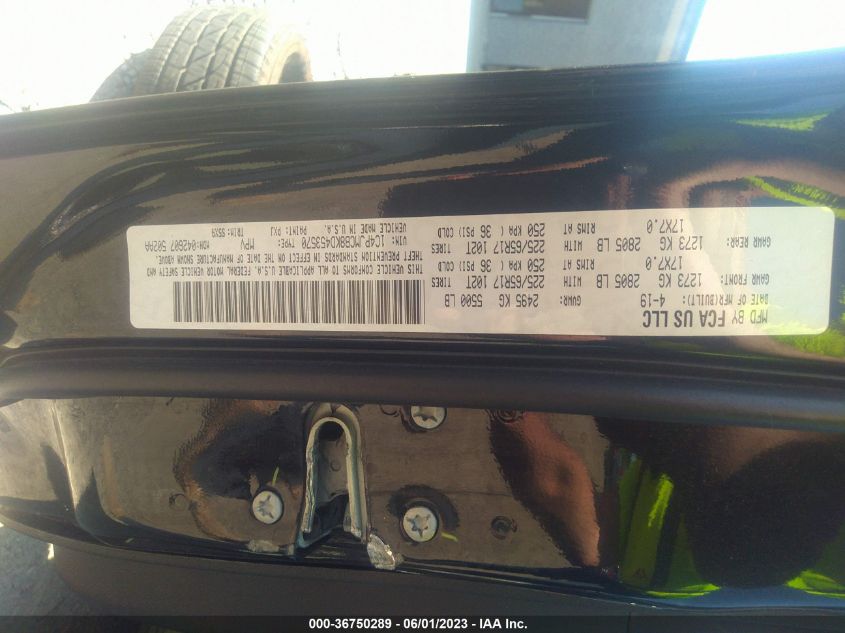 MFD BY FCA US LLC
DATE OF MFR(BUILT): 4-19
GVWR: 2495 KG 5500 LB
GAWR FRONT: 1273 KG 2805 LB WITH 225/65R17 102T TIRES
17X7.0 RIMS AT 250 KPA( 36 PSI) COLD
GAWR REAR: 1273 KG 2805 LB WITH 225/65R17 102T TIRES
17X7.0 RIMS AT 250 KPA( 36 PSI) COLD
THIS VEHICLE CONFORMS TO ALL APPLICABLE U.S.A. FEDERAL MOTOR VEHICLE SAFETY AND
THEFT PREVENTION STANDARDS IN EFFECT ON THE DATE OF MANUFACTURE SHOWN ABOVE.
VIN: 1C4PJMCB8KD453570 TYPE: MPV MDH:042607 502AA
VEHICLE MADE IN U.S.A. PAINT: PXJ TRIM: S5X9
000-36750289 - 06/01/2023 - IAA Inc.